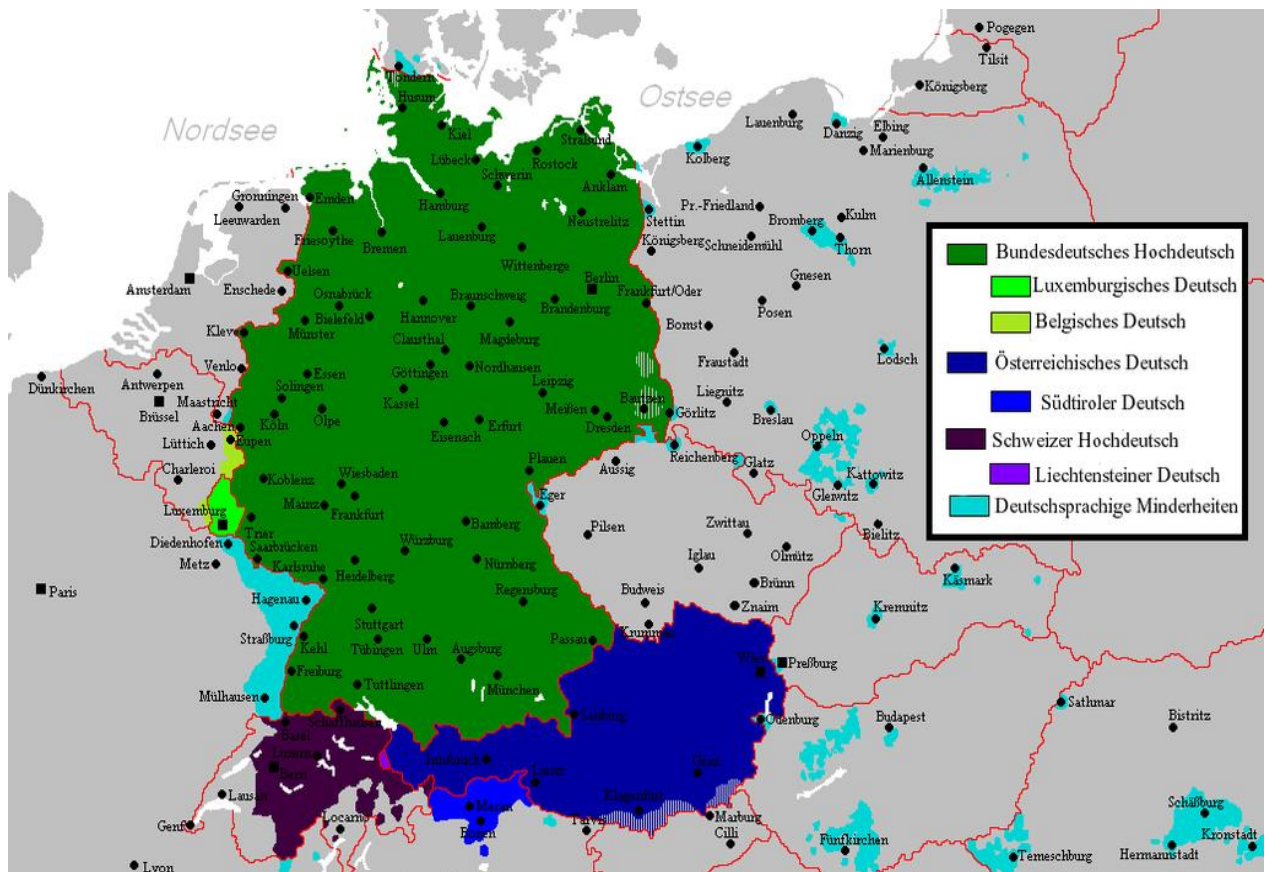 Pogegen
Tilsit
Königsberg
Nordsee
Ostsee
Tondern
Husum
Kiel
Stralsund
Lauenburg
Danzig
Elbing
Marienburg
Lübeck
Rostock
Kolberg
Schwerin
Anklam
Allenstein
Gronningen
Emden
Hamburg
Leeuwarden
Neustrelitz
Stettin
Pr.-Friedland
Bromberg
Kulm
Friesoythe
Bremen
Lauenburg
Königsberg
Schneidemühl
Thorn
Wittenberge
Uelsen
Amsterdam
Enschede
Osnabrück
Braunschweig
Berlin
Brandenburg
Frankfurt/Oder
Gnesen
Posen
Hannover
Kleve
Münster
Bielefeld
Magdeburg
Bomst
Clausthal
Fraustadt
Lodsch
Venlo
Dünkirchen
Antwerpen
Essen
Göttingen
Nordhausen
Solingen
Kassel
Leipzig
Liegnitz
Brüssel
Maastricht
Köln
Olpe
Meißen
Bautzen
Görlitz
Breslau
Aachen
Eisenach
Erfurt
Dresden
Lüttich
Eupen
Reichenberg
Oppeln
Charleroi
Koblenz
Wiesbaden
Plauen
Aussig
Glatz
Kattowitz
Gleiwitz
Mainz
Frankfurt
Eger
Luxemburg
Trier
Bamberg
Pilsen
Zwittau
Bielitz
Diedenhofen
Saarbrücken
Würzburg
Olmütz
Metz
Karlsruhe
Heidelberg
Nürnberg
Iglau
Brünn
Käsmark
Paris
Hagenau
Regensburg
Budweis
Znaim
Kremnitz
Straßburg
Stuttgart
Krummau
Kehl
Tübingen
Ulm
Augsburg
Passau
Wien
Preßburg
Freiburg
München
Mülhausen
Tuttlingen
Schaffhausen
Salzburg
Ödenburg
Budapest
Sathmar
Bistritz
Basel
Luzern
Bern
Innsbruck
Lienz
Graz
Lausanne
Meran
Klagenfurt
Marburg
Schäßburg
Genf
Locarno
Bozen
Tarvis
Cilli
Fünfkirchen
Kronstadt
Lyon
Temeschburg
Hermannstadt
Bundesdeutsches Hochdeutsch
Luxemburgisches Deutsch
Belgisches Deutsch
Österreichisches Deutsch
Südtiroler Deutsch
Schweizer Hochdeutsch
Liechtensteiner Deutsch
Deutschsprachige Minderheiten